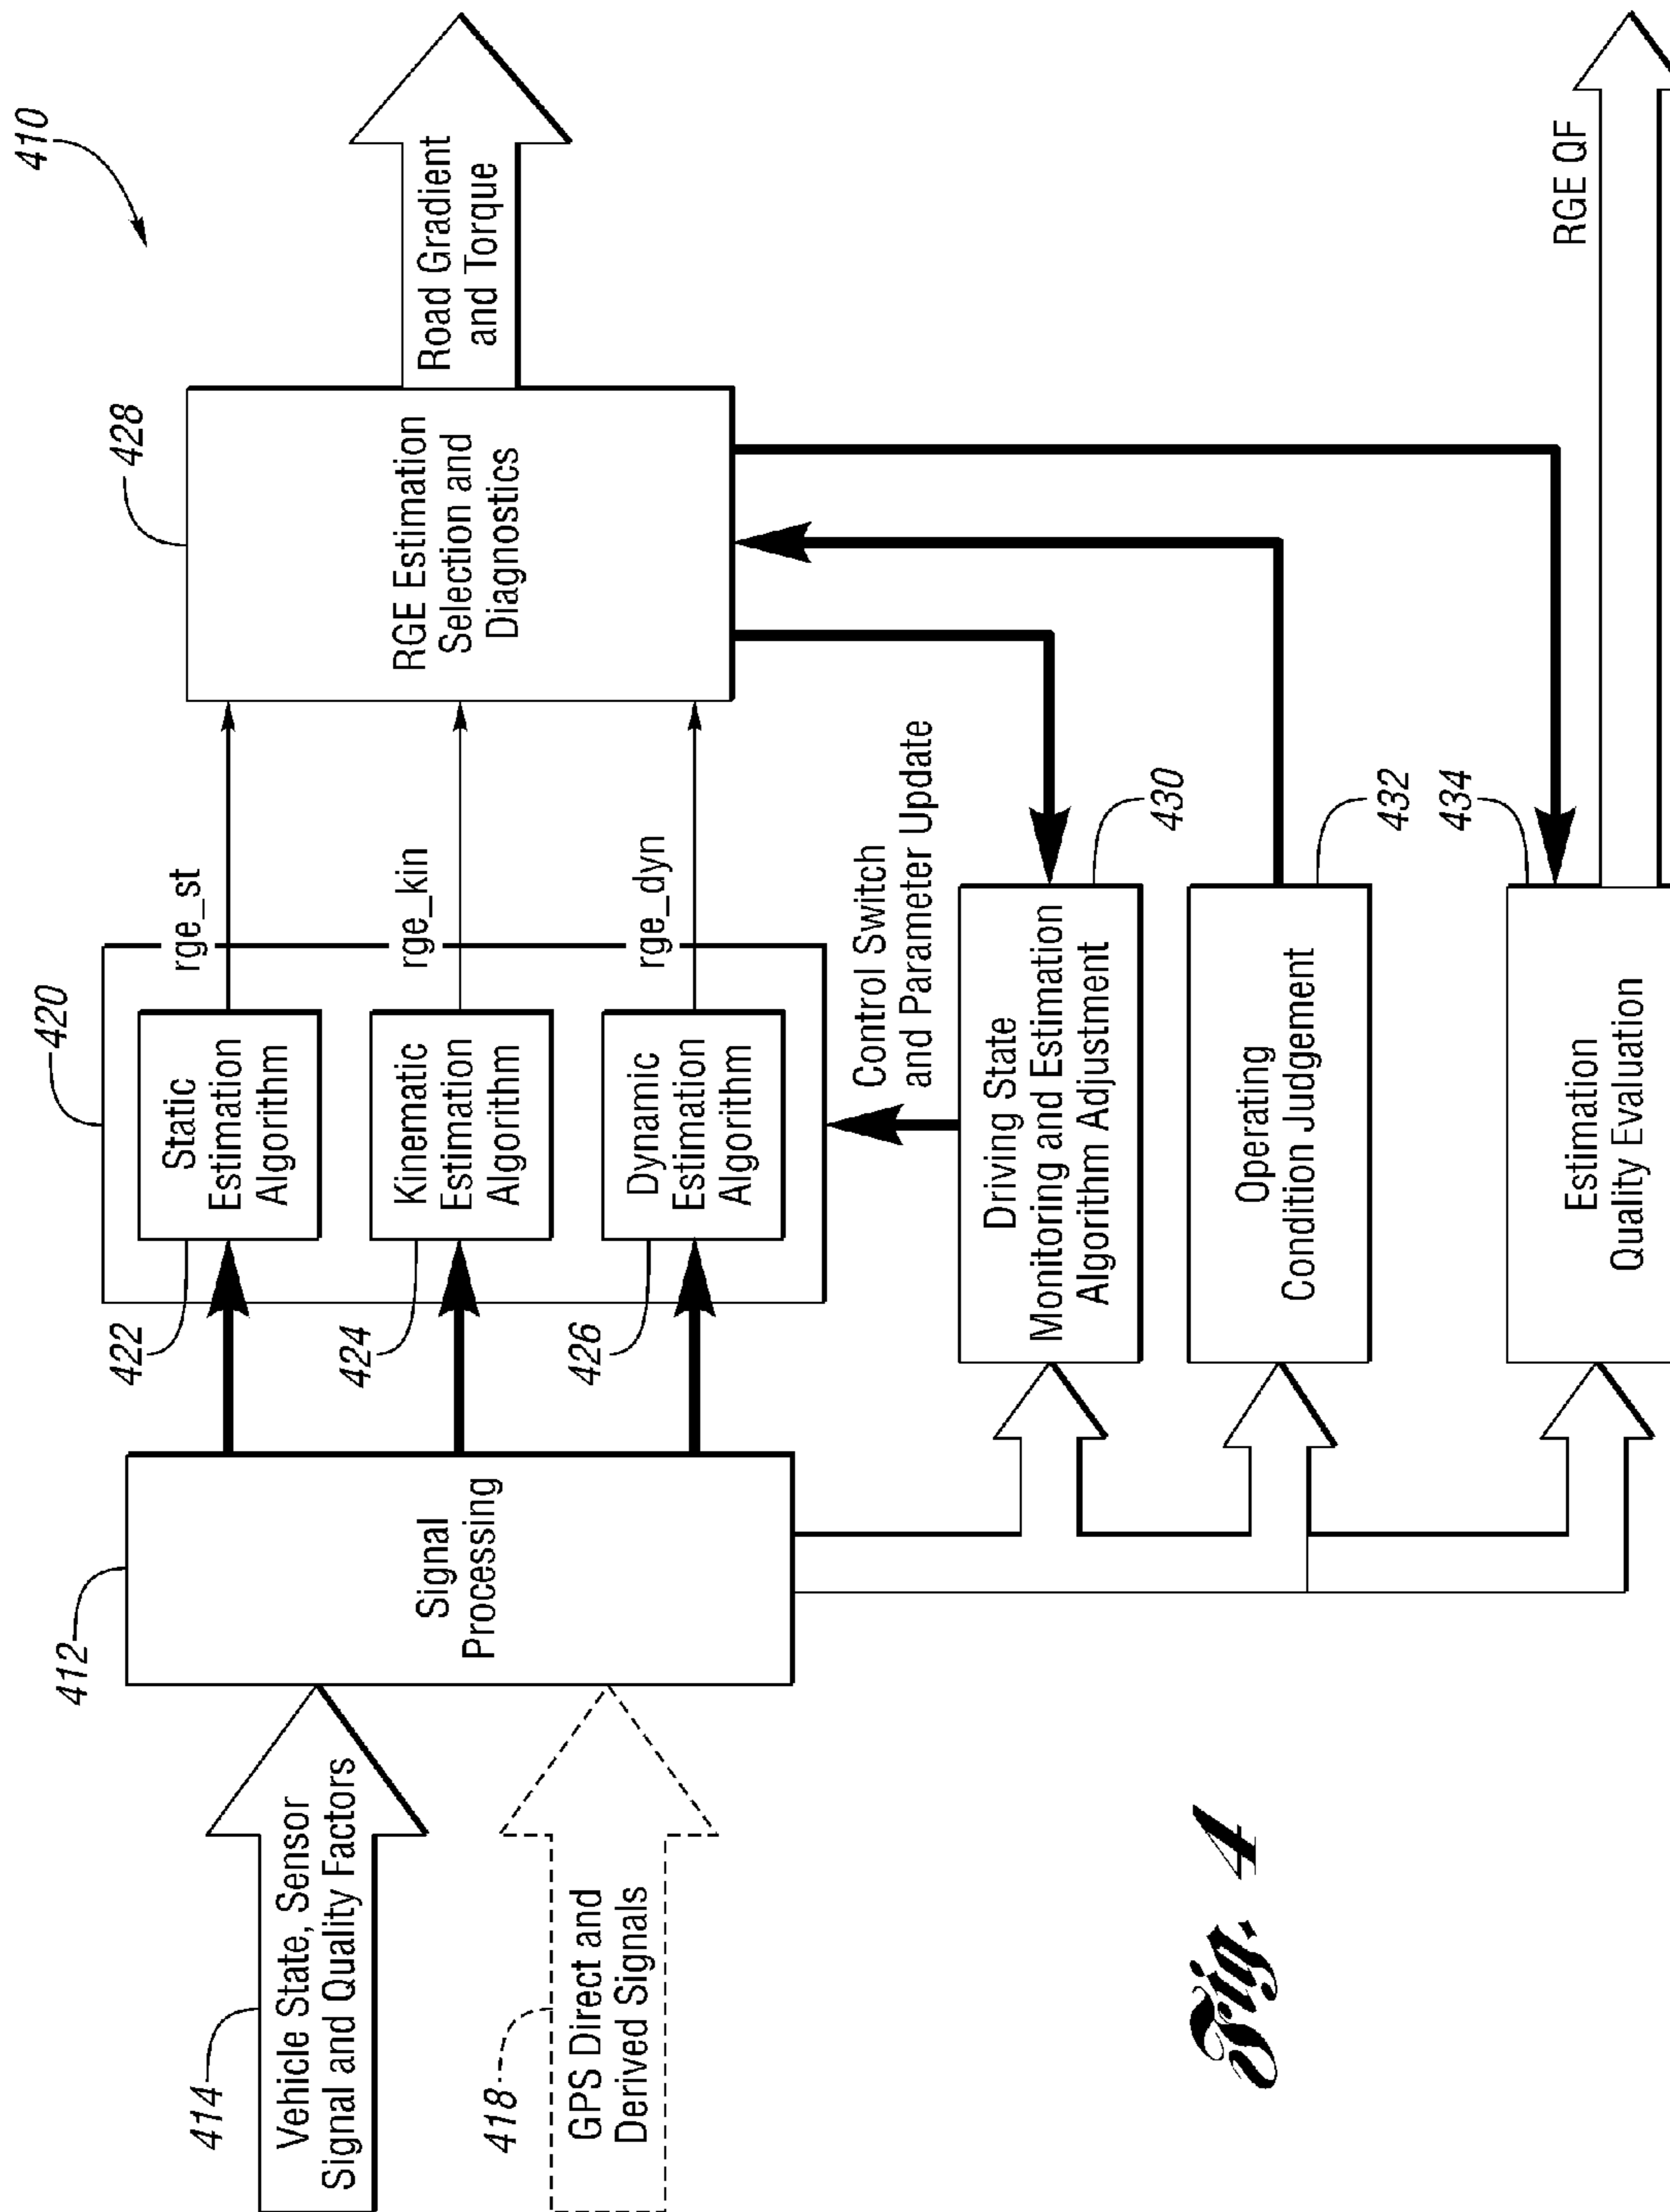 410
414
Vehicle State, Sensor
Signal and Quality Factors
418
GPS Direct and
Derived Signals
412
Signal
Processing
420
422
Static
Estimation
Algorithm
rge_st
424
Kinematic
Estimation
Algorithm
rge_kin
426
Dynamic
Estimation
Algorithm
rge_dyn
428
RGE Estimation
Selection and
Diagnostics
Road Gradient
and Torque
Control Switch
and Parameter Update
Driving State
Monitoring and Estimation
Algorithm Adjustment
430
Operating
Condition Judgement
432
434
Estimation
Quality Evaluation
RGE QF
Fig. 4